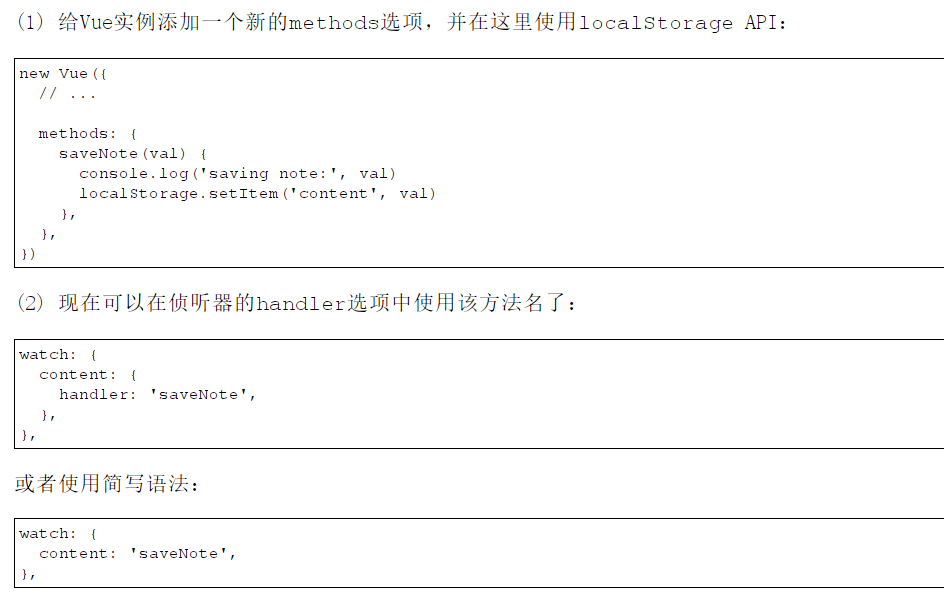 (1) 给Vue实例添加一个新的methods选项，并在这里使用localStorage API：
new Vue({
  // ...

  methods: {
    saveNote(val) {
      console.log('saving note:', val)
      localStorage.setItem('content', val)
    },
  },
})
(2) 现在可以在侦听器的handler选项中使用该方法名了：
watch: {
  content: {
    handler: 'saveNote',
  },
},
或者使用简写语法：
watch: {
  content: 'saveNote',
},